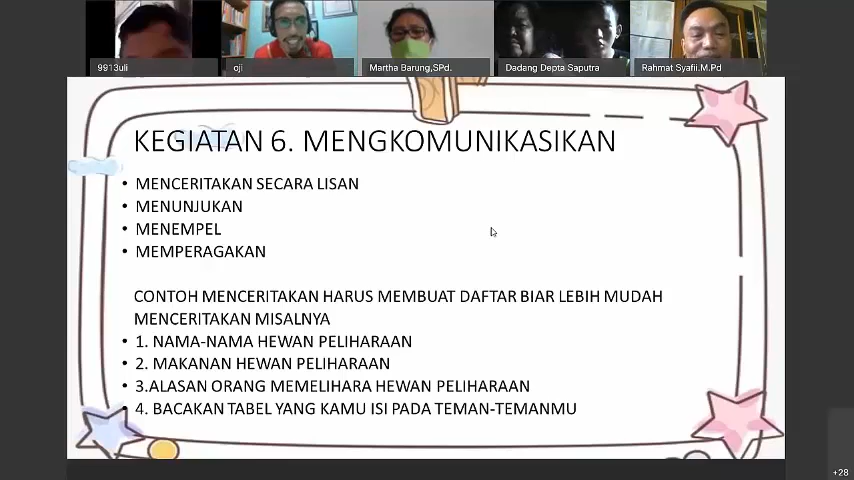 9913uli
oji
Martha Barung,SPd.
Dadang Depta Saputra
Rahmat Syafii.M.Pd
KEGIATAN 6. MENGKOMUNIKASIKAN
• MENCERITAKAN SECARA LISAN
• MENUNJUKAN
• MENEMPEL
• MEMPERAGAKAN
CONTOH MENCERITAKAN HARUS MEMBUAT DAFTAR BIAR LEBIH MUDAH
MENCERITAKAN MISALNYA
• 1. NAMA-NAMA HEWAN PELIHARAAN
• 2. MAKANAN HEWAN PELIHARAAN
• 3.ALASAN ORANG MEMELIHARA HEWAN PELIHARAAN
• 4. BACAKAN TABEL YANG KAMU ISI PADA TEMAN-TEMANMU
+28